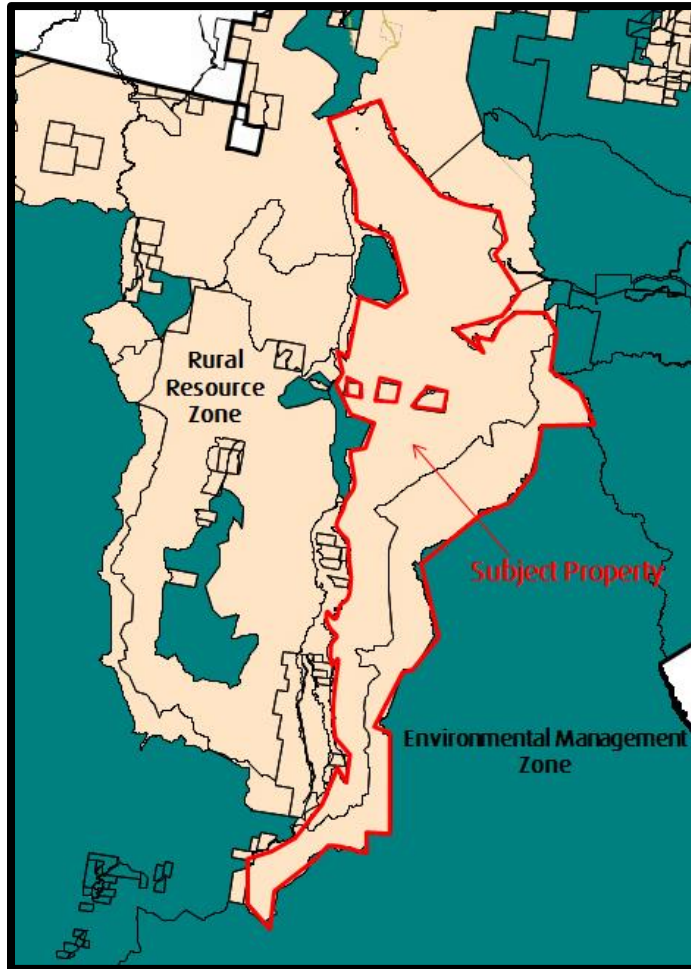 Rural
Resource
Zone
Subject Property
Environmental Management
Zone